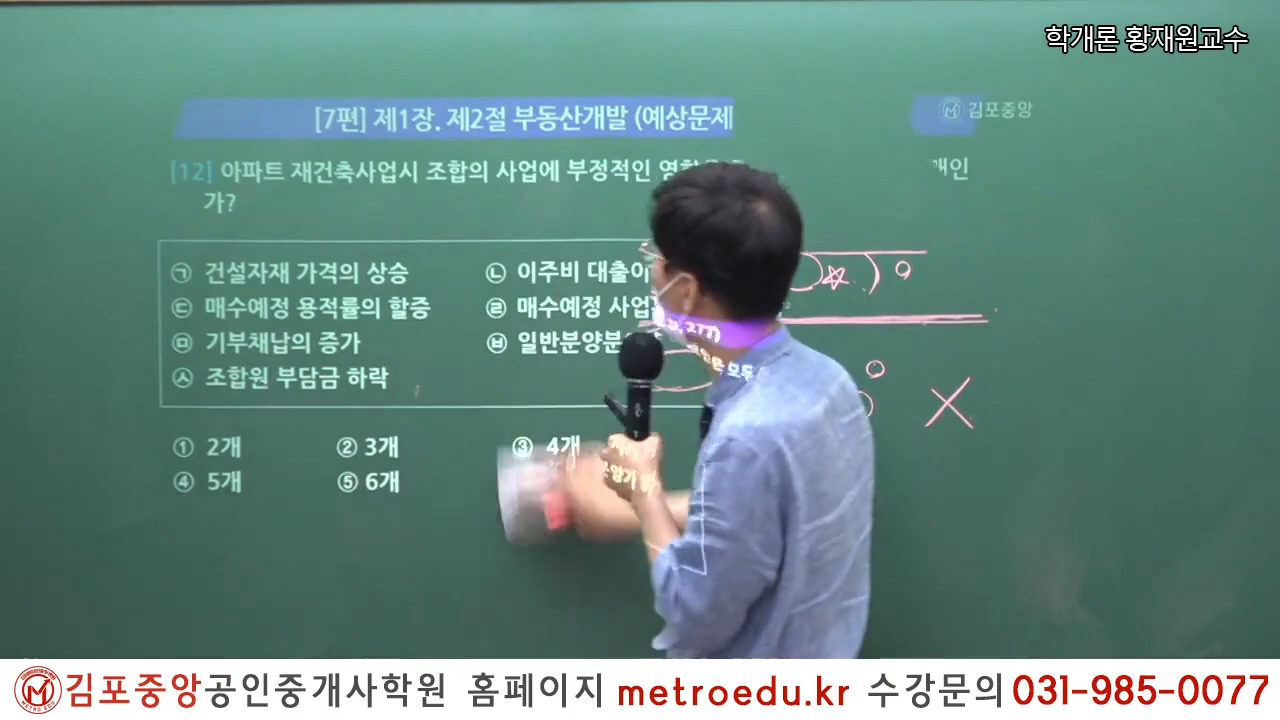 학개론 황재원교수
[7편] 제1장. 제2절 부동산개발 (예상문제
김포중앙
[12] 아파트 재건축사업시 조합의 사업에 부정적인
가?
㉠ 건설자재 가격의 상승 ㉡ 이주비 대출이
㉢ 매수예정 용적률의 할증 ㉣ 매수예정 사업
㉤ 기부채납의 증가 ㉥ 일반분양분
㉦ 조합원 부담금 하락
① 2개 ② 3개 ③ 4개
④ 5개 ⑤ 6개
김포중앙공인중개사학원 홈페이지 metroedu.kr 수강문의 031-985-0077
METRO EDU